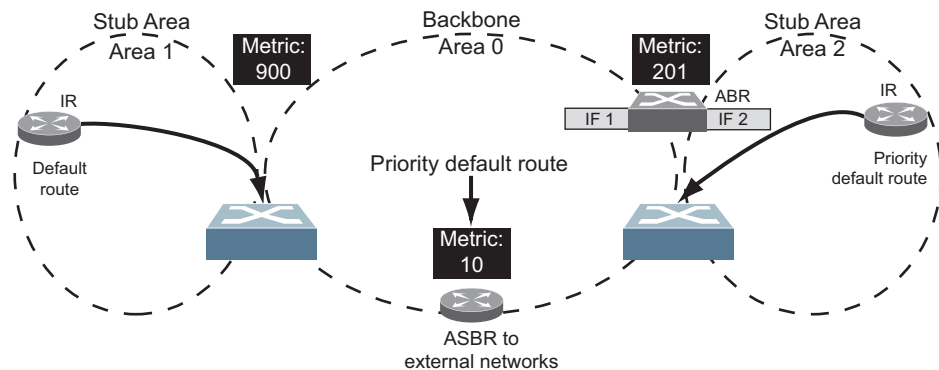 Stub Area
Area 1
Metric:
900
Backbone
Area 0
Metric:
201
Stub Area
Area 2
IR
ABR
IF 1
IF 2
IR
Default
route
Priority default route
Priority
default route
Metric:
10
ASBR to
external networks